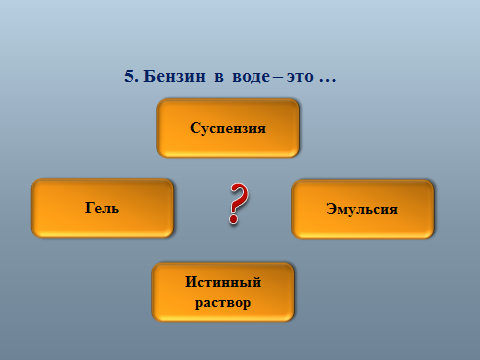 5. Бензин в воде – это ...
Суспензия
Гель
?
Эмульсия
Истинный
раствор